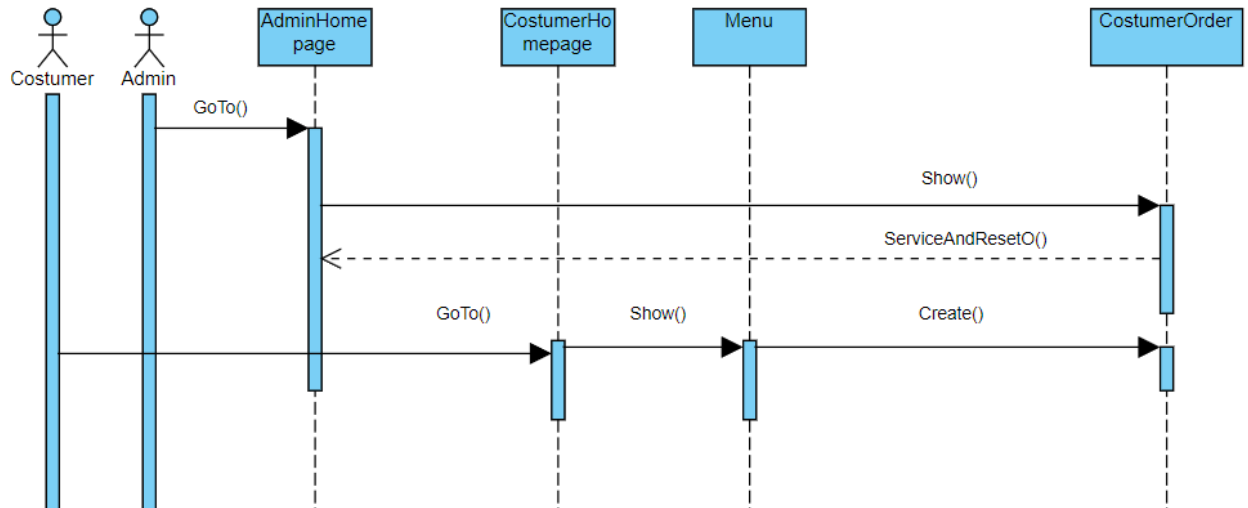 AdminHome
page
CostumerHo
mepage
Menu
CostumerOrder
Costumer
Admin
GoTo()
Show()
ServiceAndResetO()
GoTo()
Show()
Create()